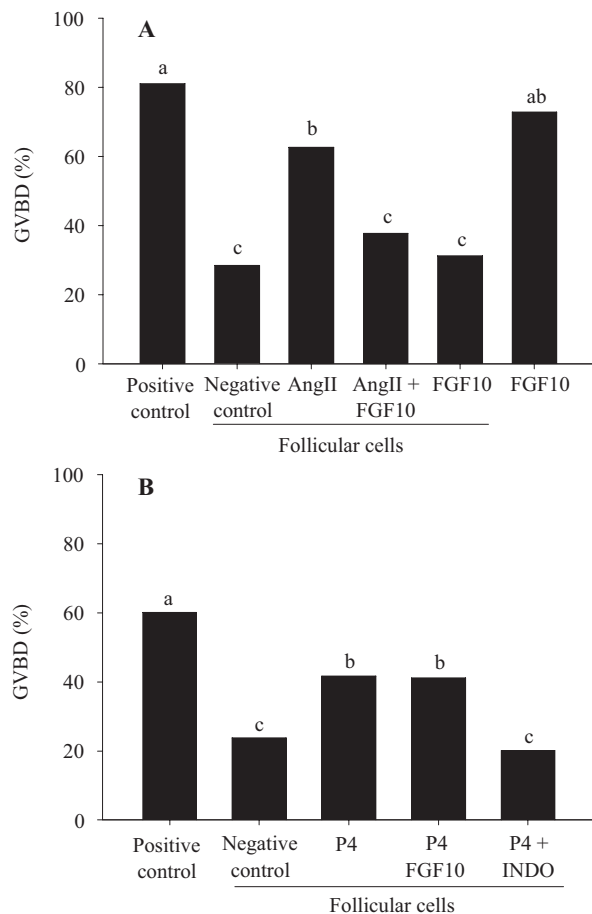 A
100
80
60
40
20
0
GVBD (%)
a
c
b
c
c
ab
Positive control
Negative control
AngII
AngII + FGF10
FGF10
FGF10
Follicular cells
B
100
80
60
40
20
0
GVBD (%)
a
c
b
b
c
Positive control
Negative control
P4
P4 FGF10
P4 + INDO
Follicular cells